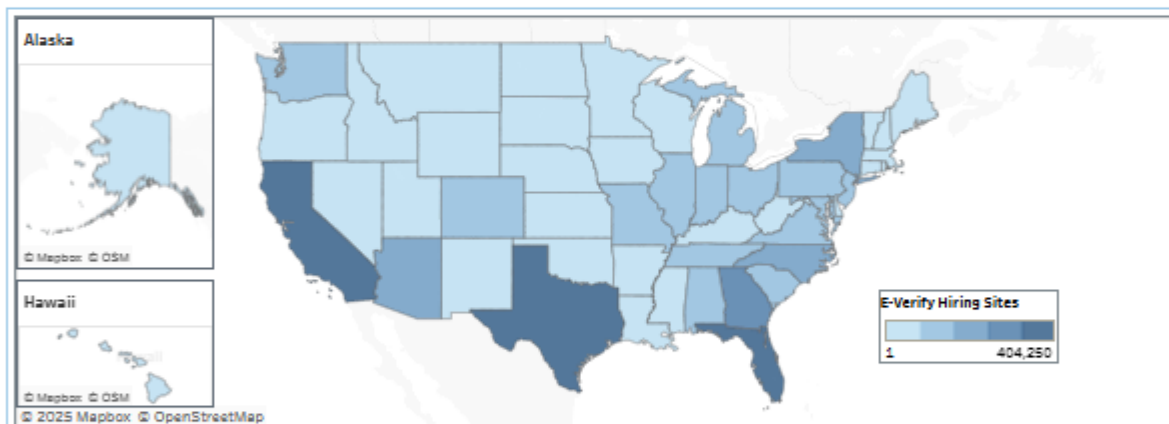 Alaska
© Mapbox © OSM
Hawaii
© Mapbox © OSM
© 2025 Mapbox © OpenStreetMap
E-Verify Hiring Sites
1 404,250